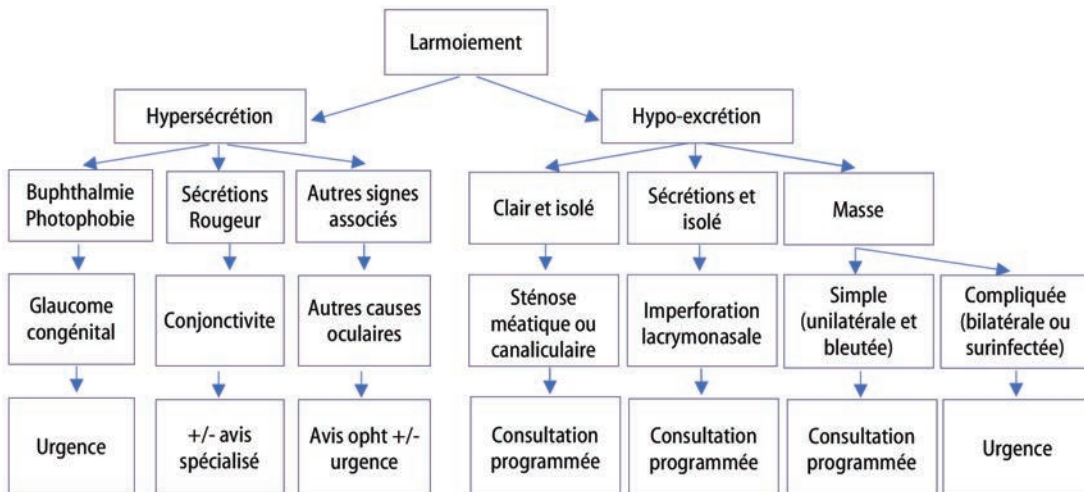 Larmoiement
Hypersécrétion
Hypo-excrétion
Buphthalmie
Photophobie
Sécrétions
Rougeur
Autres signes
associés
Clair et isolé
Sécrétions et
isolé
Masse
Glaucome
congénital
Conjonctivite
Autres causes
oculaires
Sténose
méatique ou
canaliculaire
Imperforation
lacrymonasale
Simple
(unilatérale et
bleutée)
Compliquée
(bilatérale ou
surinfectée)
Urgence
+/- avis
spécialisé
Avis opht +/-
urgence
Consultation
programmée
Consultation
programmée
Consultation
programmée
Urgence